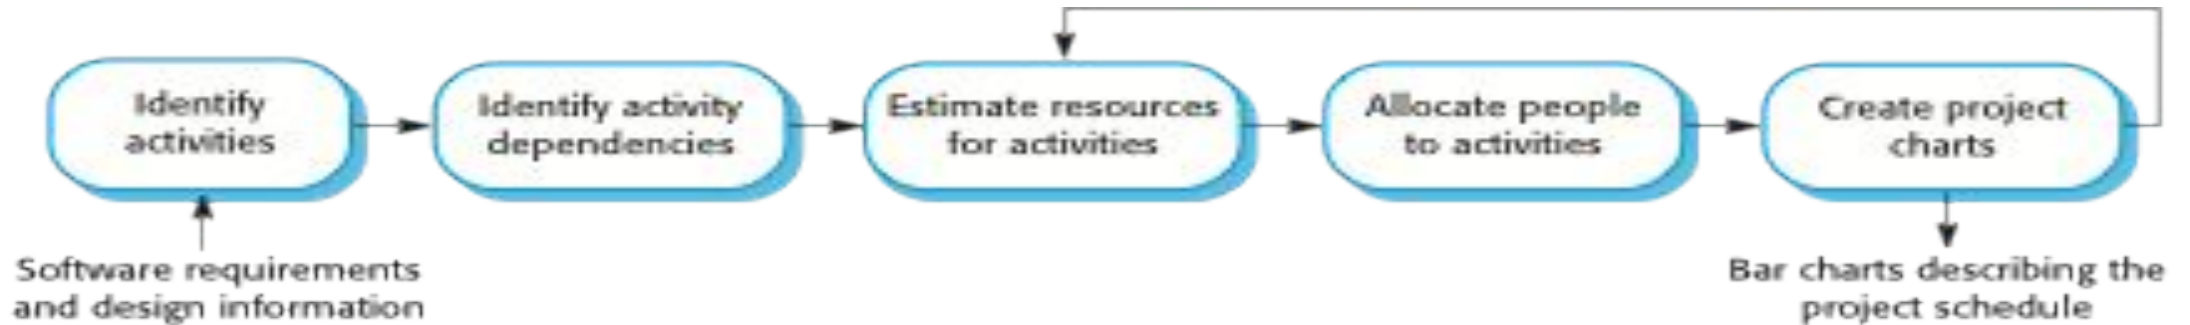 Identify
activities
Identify activity
dependencies
Estimate resources
for activities
Allocate people
to activities
Create project
charts
Software requirements
and design information
Bar charts describing the
project schedule